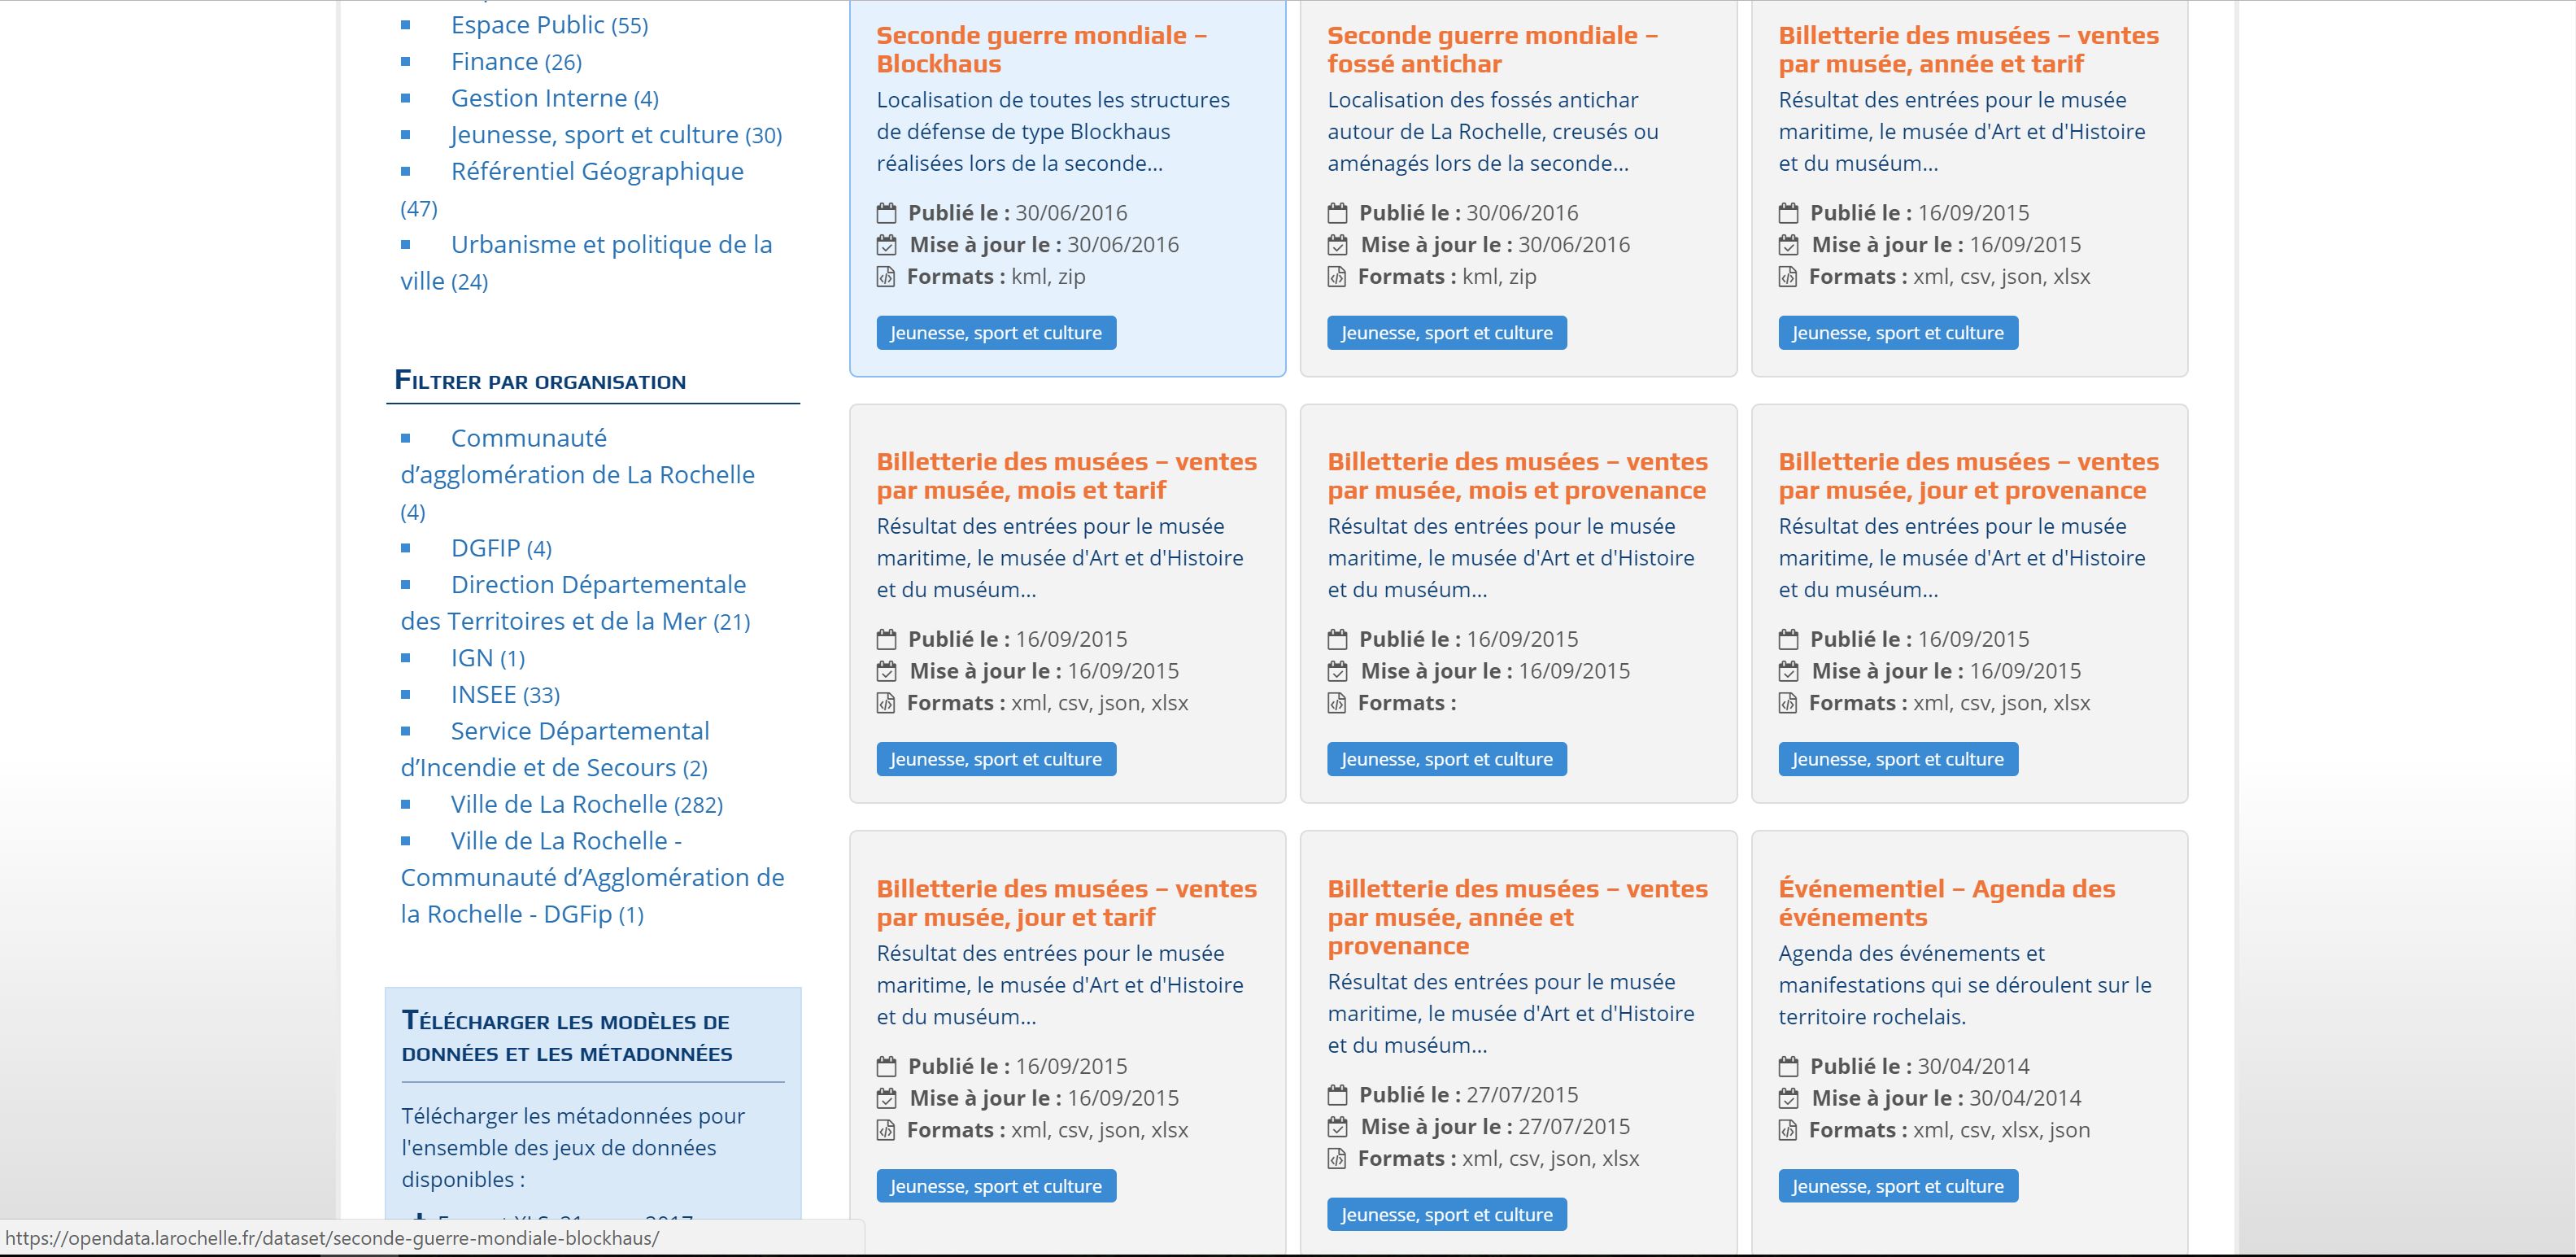 Espace Public (55)
Finance (26)
Gestion Interne (4)
Jeunesse, sport et culture (30)
Référentiel Géographique
(47)
Urbanisme et politique de la
ville (24)
Filtrer par organisation
Communauté
d’agglomération de La Rochelle
(4)
DGFIP (4)
Direction Départementale
des Territoires et de la Mer (21)
IGN (1)
INSEE (33)
Service Départemental
d’Incendie et de Secours (2)
Ville de La Rochelle (282)
Ville de La Rochelle -
Communauté d’Agglomération de
la Rochelle - DGFip (1)
Télécharger les modèles de
données et les métadonnées
Télécharger les métadonnées pour
l'ensemble des jeux de données
disponibles :
Seconde guerre mondiale –
Blockhaus
Localisation de toutes les structures
de défense de type Blockhaus
réalisées lors de la seconde...
Publié le : 30/06/2016
Mise à jour le : 30/06/2016
Formats : kml, zip
Jeunesse, sport et culture
Seconde guerre mondiale –
fossé antichar
Localisation des fossés antichar
autour de La Rochelle, creusés ou
aménagés lors de la seconde...
Publié le : 30/06/2016
Mise à jour le : 30/06/2016
Formats : kml, zip
Jeunesse, sport et culture
Billetterie des musées – ventes
par musée, année et tarif
Résultat des entrées pour le musée
maritime, le musée d'Art et d'Histoire
et du muséum...
Publié le : 16/09/2015
Mise à jour le : 16/09/2015
Formats : xml, csv, json, xlsx
Jeunesse, sport et culture
Billetterie des musées – ventes
par musée, mois et tarif
Résultat des entrées pour le musée
maritime, le musée d'Art et d'Histoire
et du muséum...
Publié le : 16/09/2015
Mise à jour le : 16/09/2015
Formats : xml, csv, json, xlsx
Jeunesse, sport et culture
Billetterie des musées – ventes
par musée, mois et provenance
Résultat des entrées pour le musée
maritime, le musée d'Art et d'Histoire
et du muséum...
Publié le : 16/09/2015
Mise à jour le : 16/09/2015
Formats :
Jeunesse, sport et culture
Billetterie des musées – ventes
par musée, jour et provenance
Résultat des entrées pour le musée
maritime, le musée d'Art et d'Histoire
et du muséum...
Publié le : 16/09/2015
Mise à jour le : 16/09/2015
Formats : xml, csv, json, xlsx
Jeunesse, sport et culture
Billetterie des musées – ventes
par musée, jour et tarif
Résultat des entrées pour le musée
maritime, le musée d'Art et d'Histoire
et du muséum...
Publié le : 16/09/2015
Mise à jour le : 16/09/2015
Formats : xml, csv, json, xlsx
Jeunesse, sport et culture
Billetterie des musées – ventes
par musée, année et
provenance
Résultat des entrées pour le musée
maritime, le musée d'Art et d'Histoire
et du muséum...
Publié le : 27/07/2015
Mise à jour le : 27/07/2015
Formats : xml, csv, json, xlsx
Jeunesse, sport et culture
Événementiel – Agenda des
événements
Agenda des événements et
manifestations qui se déroulent sur le
territoire rochelais.
Publié le : 30/04/2014
Mise à jour le : 30/04/2014
Formats : xml, csv, xlsx, json
Jeunesse, sport et culture
https://opendata.larochelle.fr/dataset/seconde-guerre-mondiale-blockhaus/